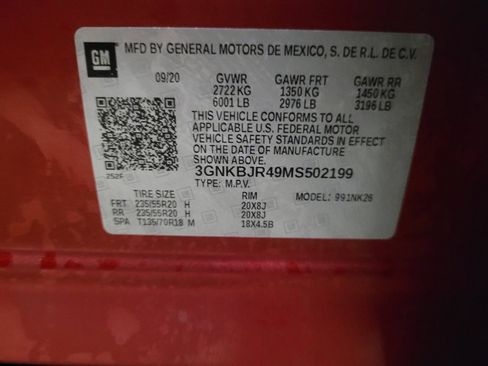 GM
MFD BY GENERAL MOTORS DE MEXICO, S. DE R.L. DE C.V.
09/20 GVWR GAWR FRT GAWR RR
2722 KG 1350 KG 1450 KG
6001 LB 2976 LB 3196 LB
THIS VEHICLE CONFORMS TO ALL
APPLICABLE U.S. FEDERAL MOTOR
VEHICLE SAFETY STANDARDS IN EFFECT
ON THE DATE OF MANUFACTURE
SHOWN ABOVE.
3GNKBJR49MS502199
252F TYPE: M.P.V.
TIRE SIZE RIM MODEL: 991NK26
FRT 235/55R20 H 20X8J
RR 235/55R20 H 20X8J
SPA T135/70R18 M 18X4.5B